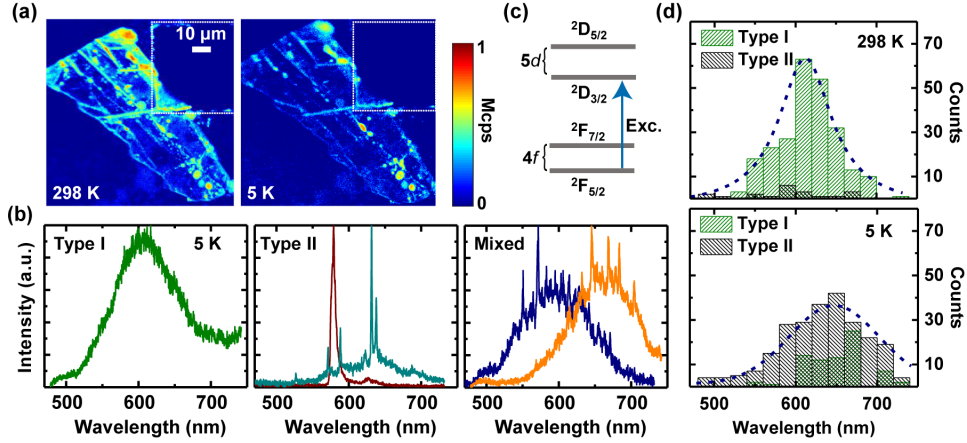 (a)
10 µm
298 K
5 K
1
Mcps
0
(c)
²D₅/₂
5d
²D₃/₂
Exc.
²F₇/₂
4f
²F₅/₂
(b)
Type I
5 K
Type II
Mixed
Intensity (a.u.)
500 600 700
500 600 700
500 600 700
Wavelength (nm)
Wavelength (nm)
Wavelength (nm)
(d)
Type I
Type II
298 K
70
50
30
10
Counts
Type I
Type II
5 K
70
50
30
10
Counts
500 600 700
Wavelength (nm)